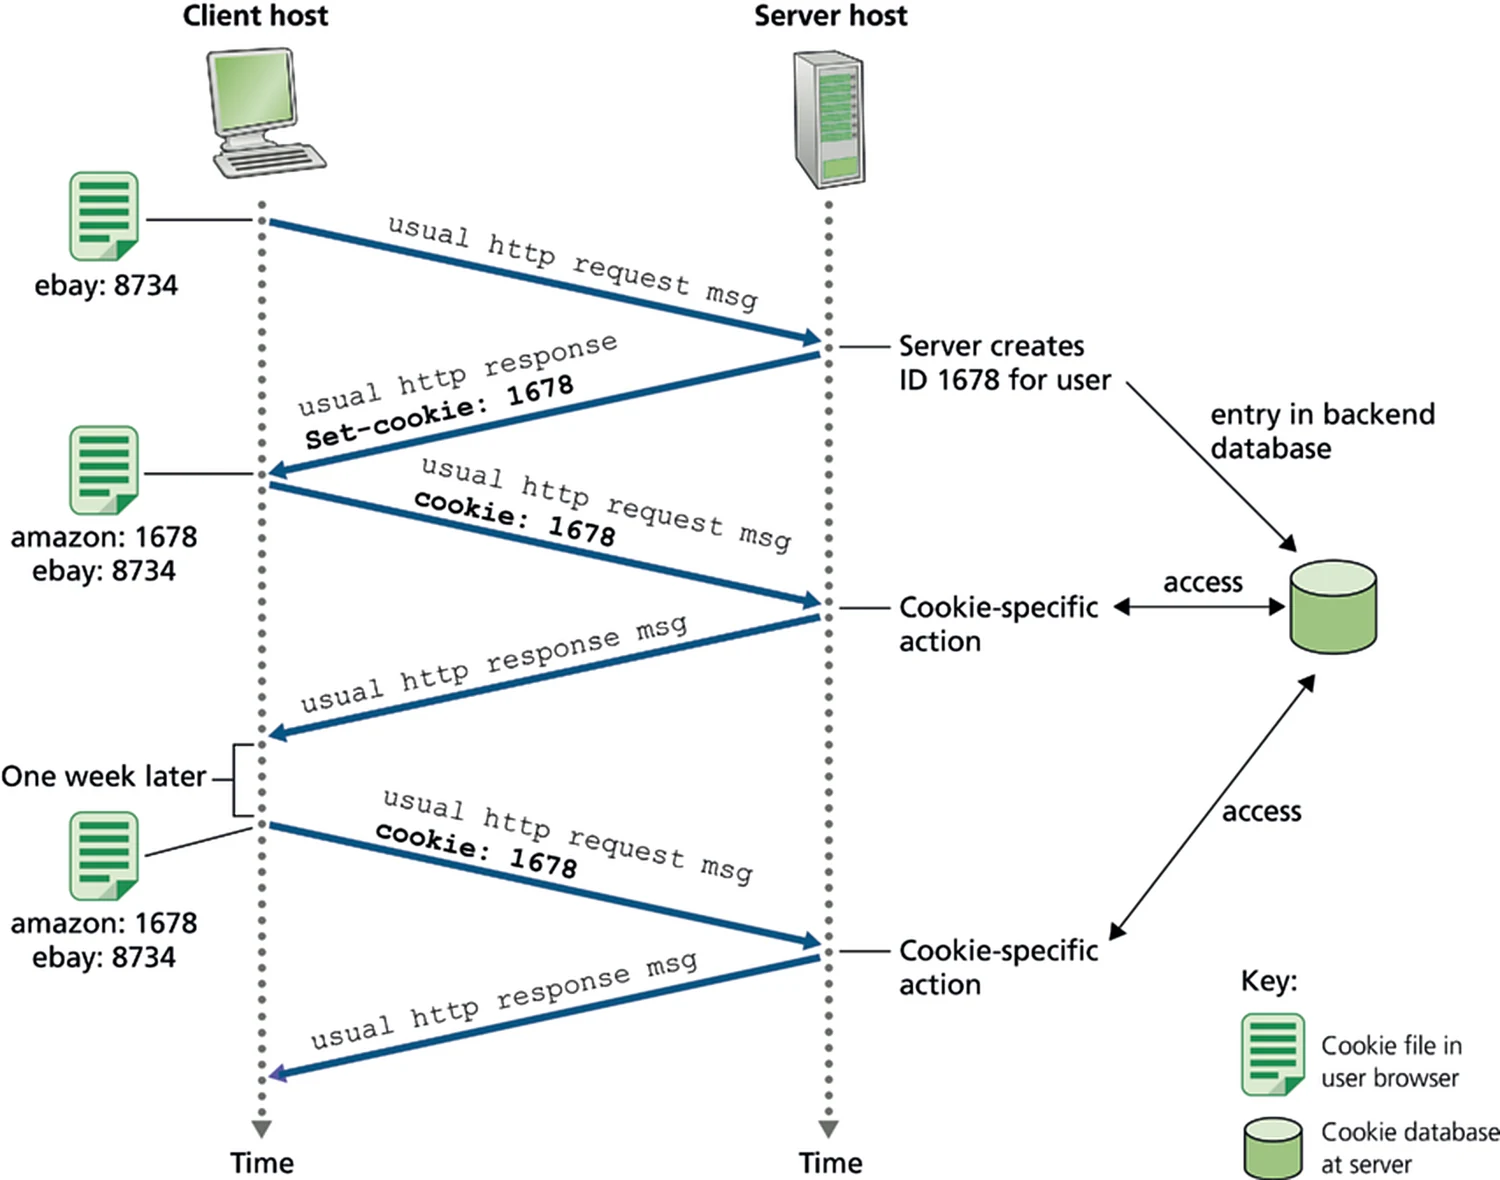 Client host
Server host
usual http request msg
ebay: 8734
Server creates
ID 1678 for user
usual http response
Set-cookie: 1678
entry in backend
database
amazon: 1678
ebay: 8734
usual http request msg
cookie: 1678
access
Cookie-specific
action
usual http response msg
One week later
usual http request msg
cookie: 1678
access
amazon: 1678
ebay: 8734
Cookie-specific
action
usual http response msg
Key:
Cookie file in
user browser
Cookie database
at server
Time
Time